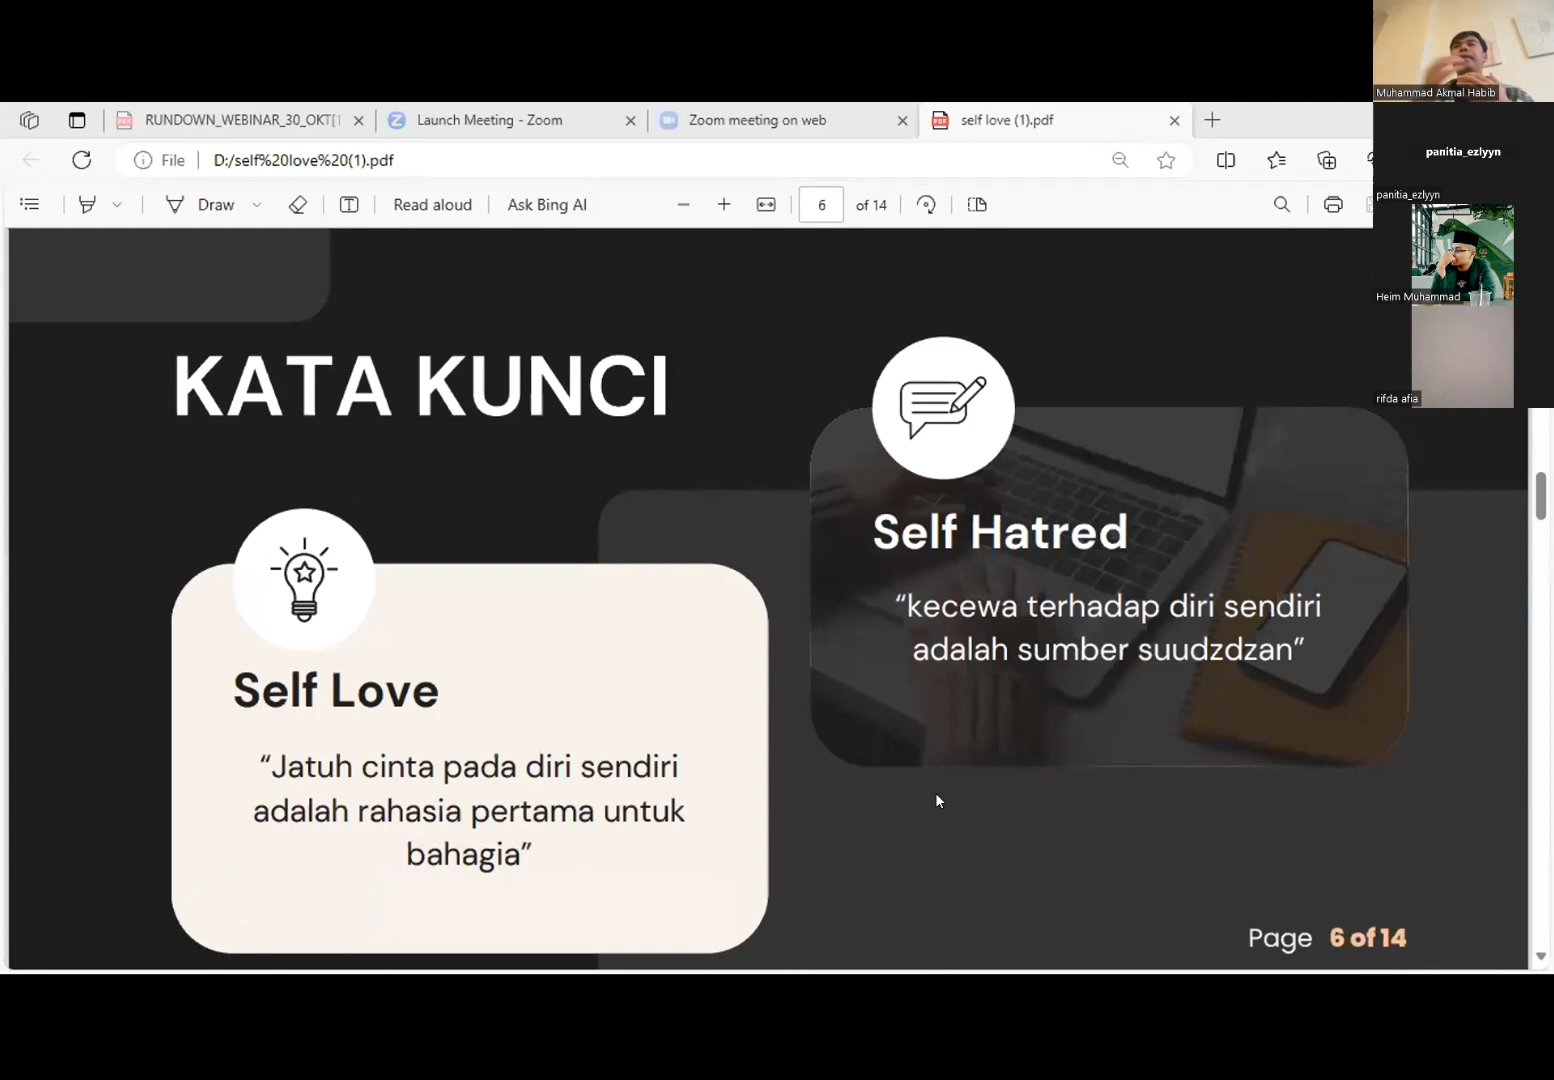 RUNDOWN_WEBINAR_30_OKT[1
Launch Meeting - Zoom
Zoom meeting on web
self love (1).pdf
File
D:/self%20love%20(1).pdf
Draw
Read aloud
Ask Bing AI
6
of 14
Muhammad Akmal Habib
panitia_ezlyyn
panitia_ezlyyn
Heim Muhammad
rifda afia
KATA KUNCI
Self Hatred
“kecewa terhadap diri sendiri
adalah sumber suudzdzan”
Self Love
“Jatuh cinta pada diri sendiri
adalah rahasia pertama untuk
bahagia”
Page 6 of 14